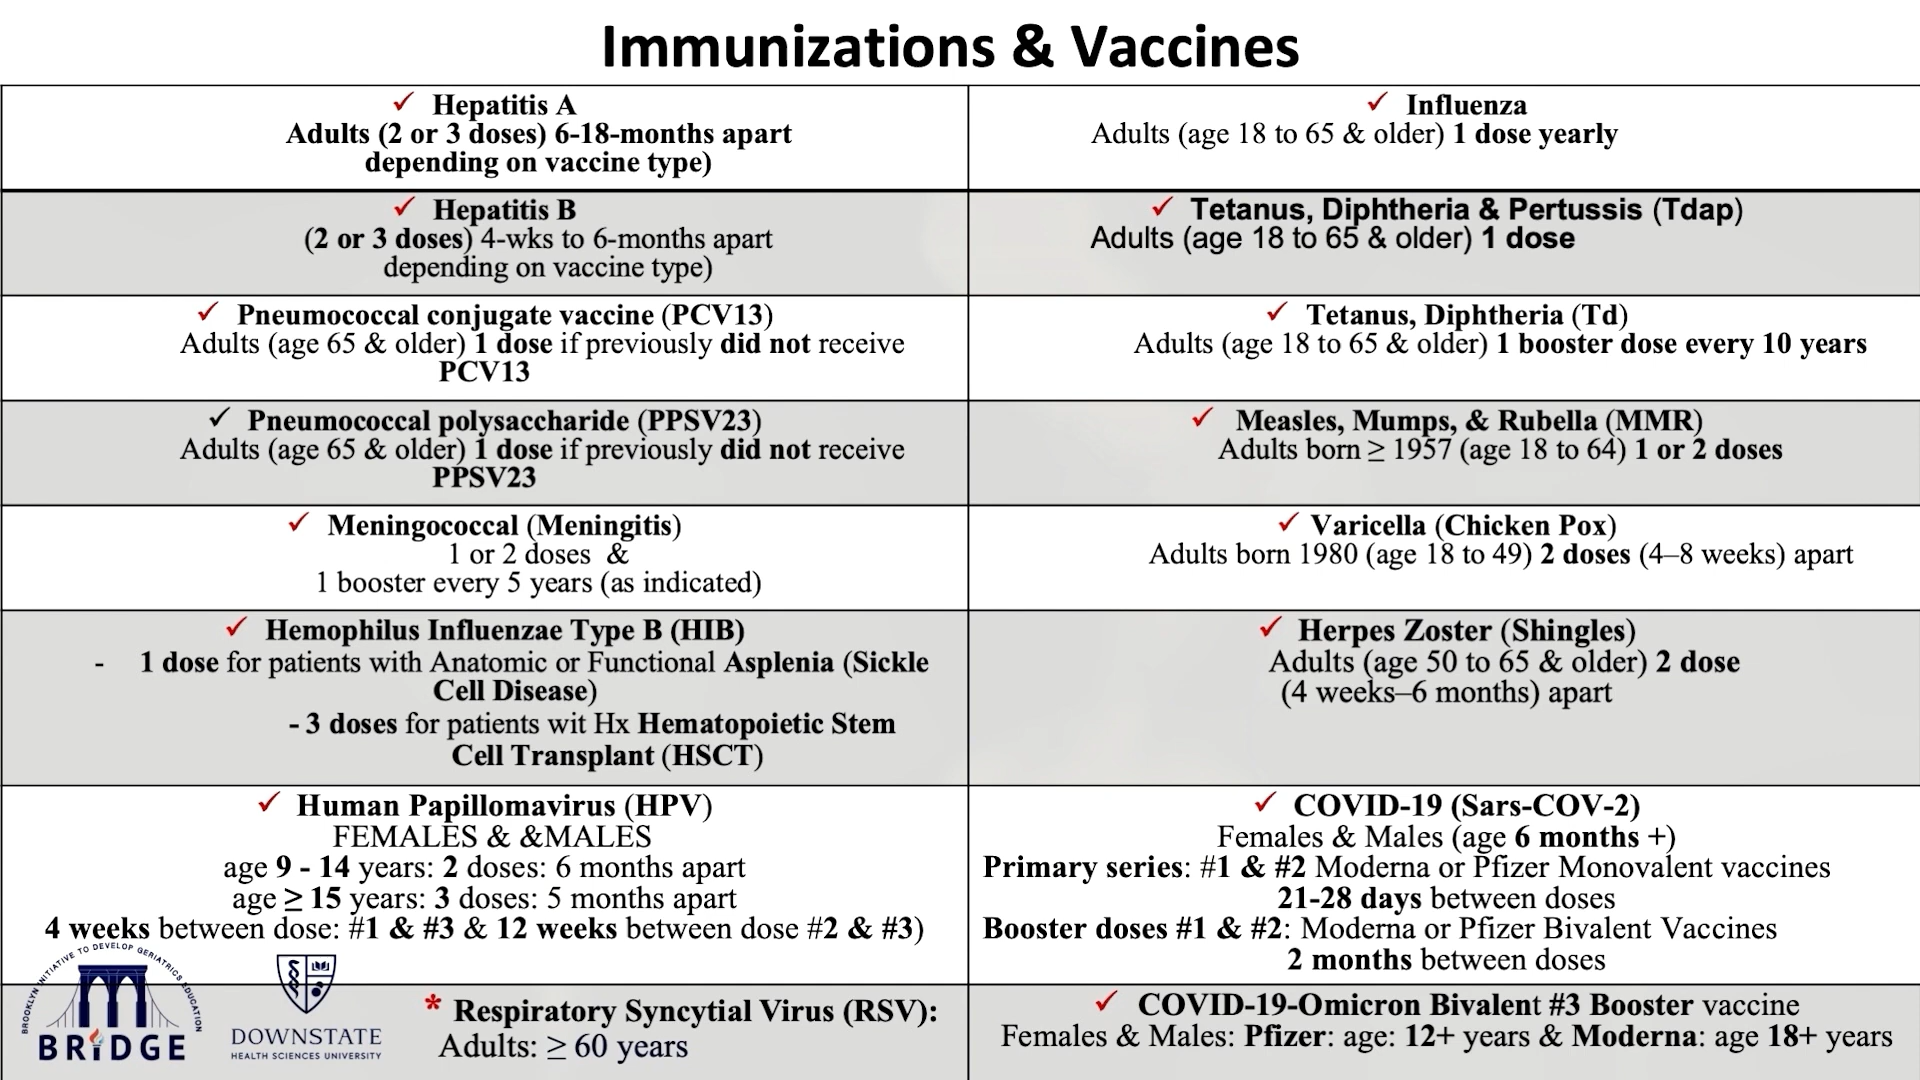 Immunizations & Vaccines
✓ Hepatitis A
Adults (2 or 3 doses) 6-18-months apart
depending on vaccine type)
✓ Influenza
Adults (age 18 to 65 & older) 1 dose yearly
✓ Hepatitis B
(2 or 3 doses) 4-wks to 6-months apart
depending on vaccine type)
✓ Tetanus, Diphtheria & Pertussis (Tdap)
Adults (age 18 to 65 & older) 1 dose
✓ Pneumococcal conjugate vaccine (PCV13)
Adults (age 65 & older) 1 dose if previously did not receive
PCV13
✓ Tetanus, Diphtheria (Td)
Adults (age 18 to 65 & older) 1 booster dose every 10 years
✓ Pneumococcal polysaccharide (PPSV23)
Adults (age 65 & older) 1 dose if previously did not receive
PPSV23
✓ Measles, Mumps, & Rubella (MMR)
Adults born ≥ 1957 (age 18 to 64) 1 or 2 doses
✓ Meningococcal (Meningitis)
1 or 2 doses &
1 booster every 5 years (as indicated)
✓ Varicella (Chicken Pox)
Adults born 1980 (age 18 to 49) 2 doses (4–8 weeks) apart
✓ Hemophilus Influenzae Type B (HIB)
- 1 dose for patients with Anatomic or Functional Asplenia (Sickle
Cell Disease)
- 3 doses for patients wit Hx Hematopoietic Stem
Cell Transplant (HSCT)
✓ Herpes Zoster (Shingles)
Adults (age 50 to 65 & older) 2 dose
(4 weeks–6 months) apart
✓ Human Papillomavirus (HPV)
FEMALES & &MALES
age 9 - 14 years: 2 doses: 6 months apart
age ≥ 15 years: 3 doses: 5 months apart
4 weeks between dose: #1 & #3 & 12 weeks between dose #2 & #3)
✓ COVID-19 (Sars-COV-2)
Females & Males (age 6 months +)
Primary series: #1 & #2 Moderna or Pfizer Monovalent vaccines
21-28 days between doses
Booster doses #1 & #2: Moderna or Pfizer Bivalent Vaccines
2 months between doses
BROOKLYN INITIATIVE TO DEVELOP GERIATRICS EDUCATION
BRIDGE
DOWNSTATE
HEALTH SCIENCES UNIVERSITY
* Respiratory Syncytial Virus (RSV):
Adults: ≥ 60 years
✓ COVID-19-Omicron Bivalent #3 Booster vaccine
Females & Males: Pfizer: age: 12+ years & Moderna: age 18+ years